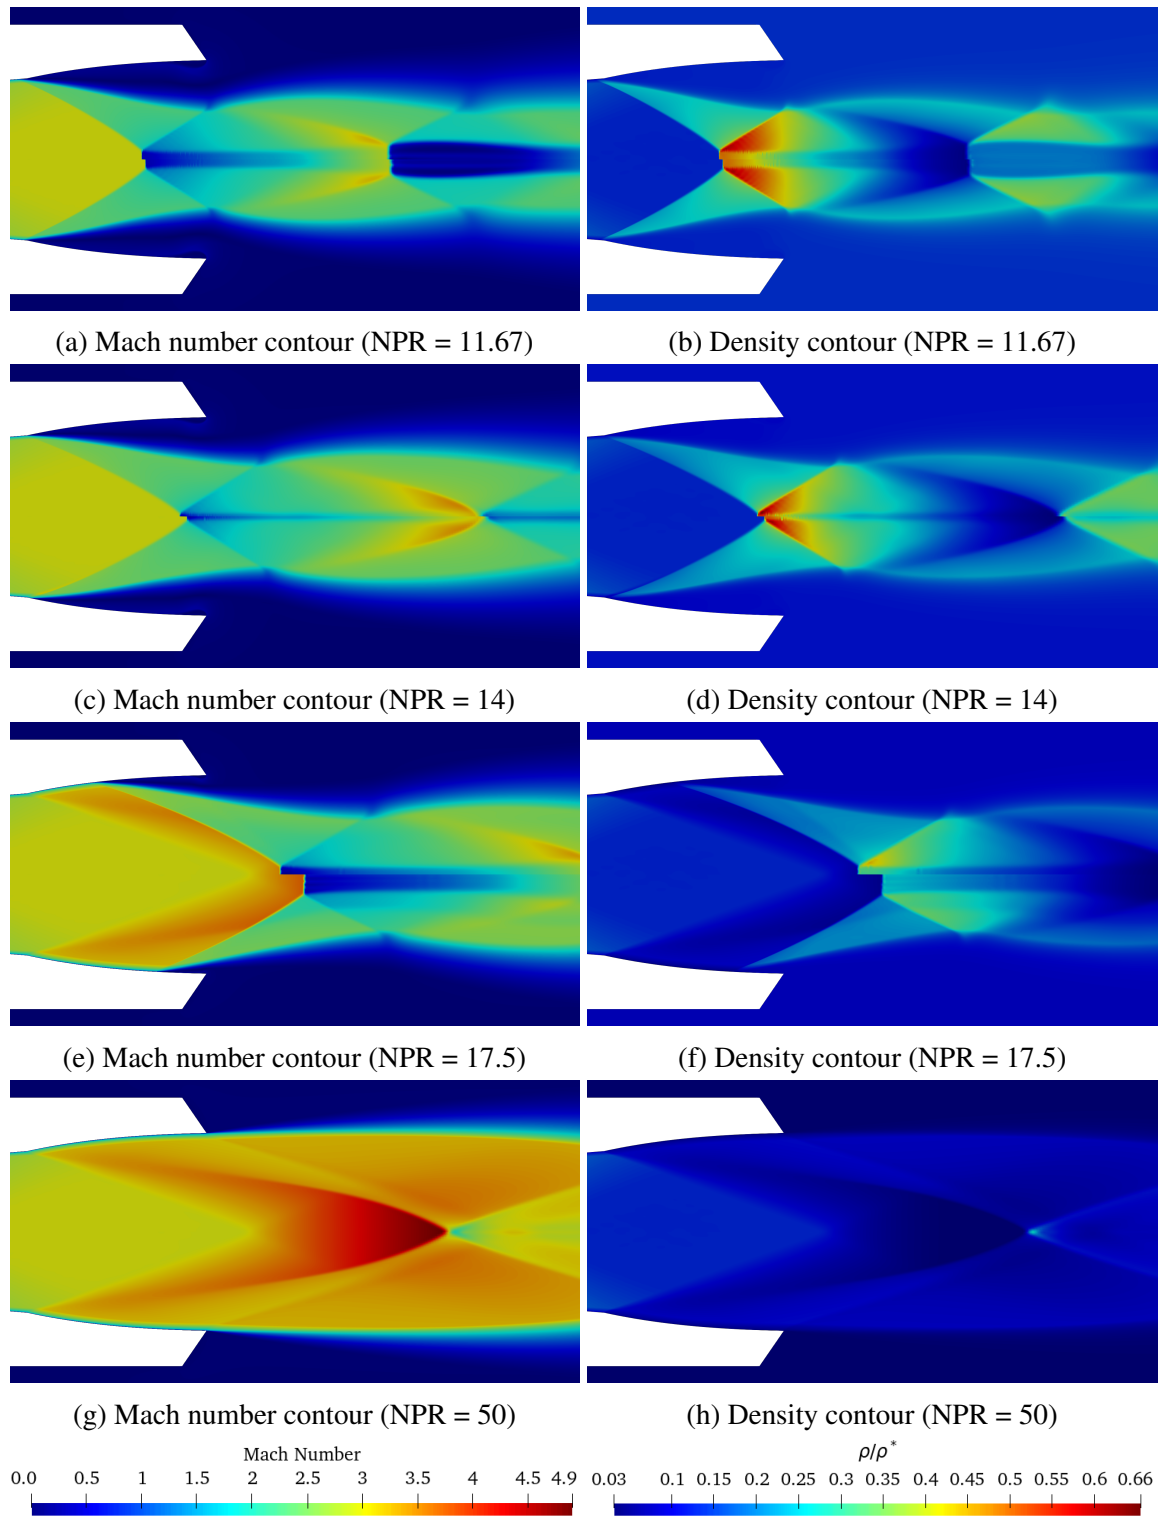 (a) Mach number contour (NPR = 11.67)
(b) Density contour (NPR = 11.67)
(c) Mach number contour (NPR = 14)
(d) Density contour (NPR = 14)
(e) Mach number contour (NPR = 17.5)
(f) Density contour (NPR = 17.5)
(g) Mach number contour (NPR = 50)
(h) Density contour (NPR = 50)
Mach Number
0.0 0.5 1 1.5 2 2.5 3 3.5 4 4.5 4.9
ρ/ρ*
0.03 0.1 0.15 0.2 0.25 0.3 0.35 0.4 0.45 0.5 0.55 0.6 0.66